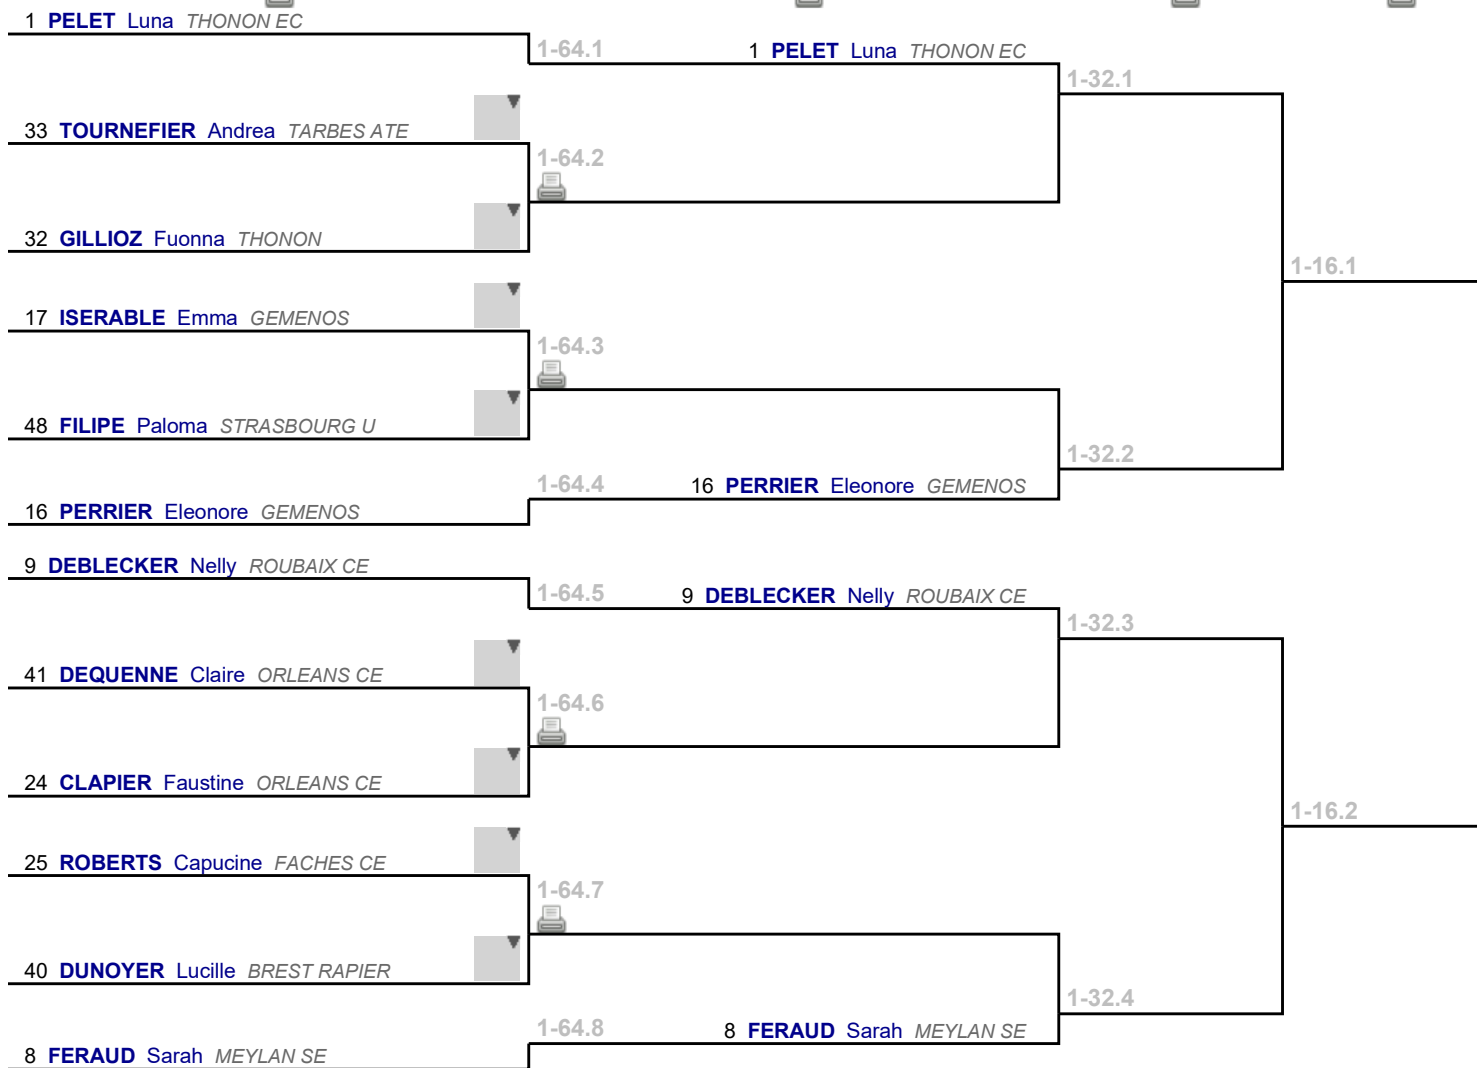 1 PELET Luna THONON EC
1-64.1
1 PELET Luna THONON EC
1-32.1
33 TOURNEFIER Andrea TARBES ATE
1-64.2
32 GILLIOZ Fuonna THONON
1-16.1
17 ISERABLE Emma GEMENOS
1-64.3
48 FILIPE Paloma STRASBOURG U
1-32.2
1-64.4
16 PERRIER Eleonore GEMENOS
16 PERRIER Eleonore GEMENOS
9 DEBLECKER Nelly ROUBAIX CE
1-64.5
9 DEBLECKER Nelly ROUBAIX CE
1-32.3
41 DEQUENNE Claire ORLEANS CE
1-64.6
24 CLAPIER Faustine ORLEANS CE
1-16.2
25 ROBERTS Capucine FACHES CE
1-64.7
40 DUNOYER Lucille BREST RAPIER
1-32.4
1-64.8
8 FERAUD Sarah MEYLAN SE
8 FERAUD Sarah MEYLAN SE